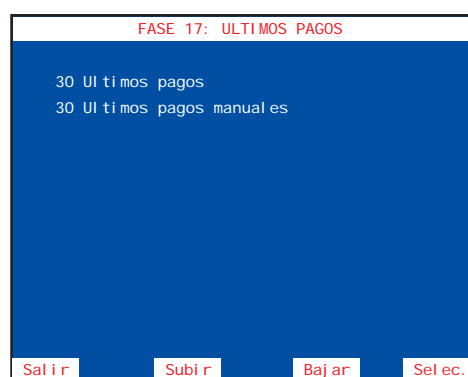 FASE 17: ULTIMOS PAGOS
30 Ultimos pagos
30 Ultimos pagos manuales
Salir Subir Bajar Selec.